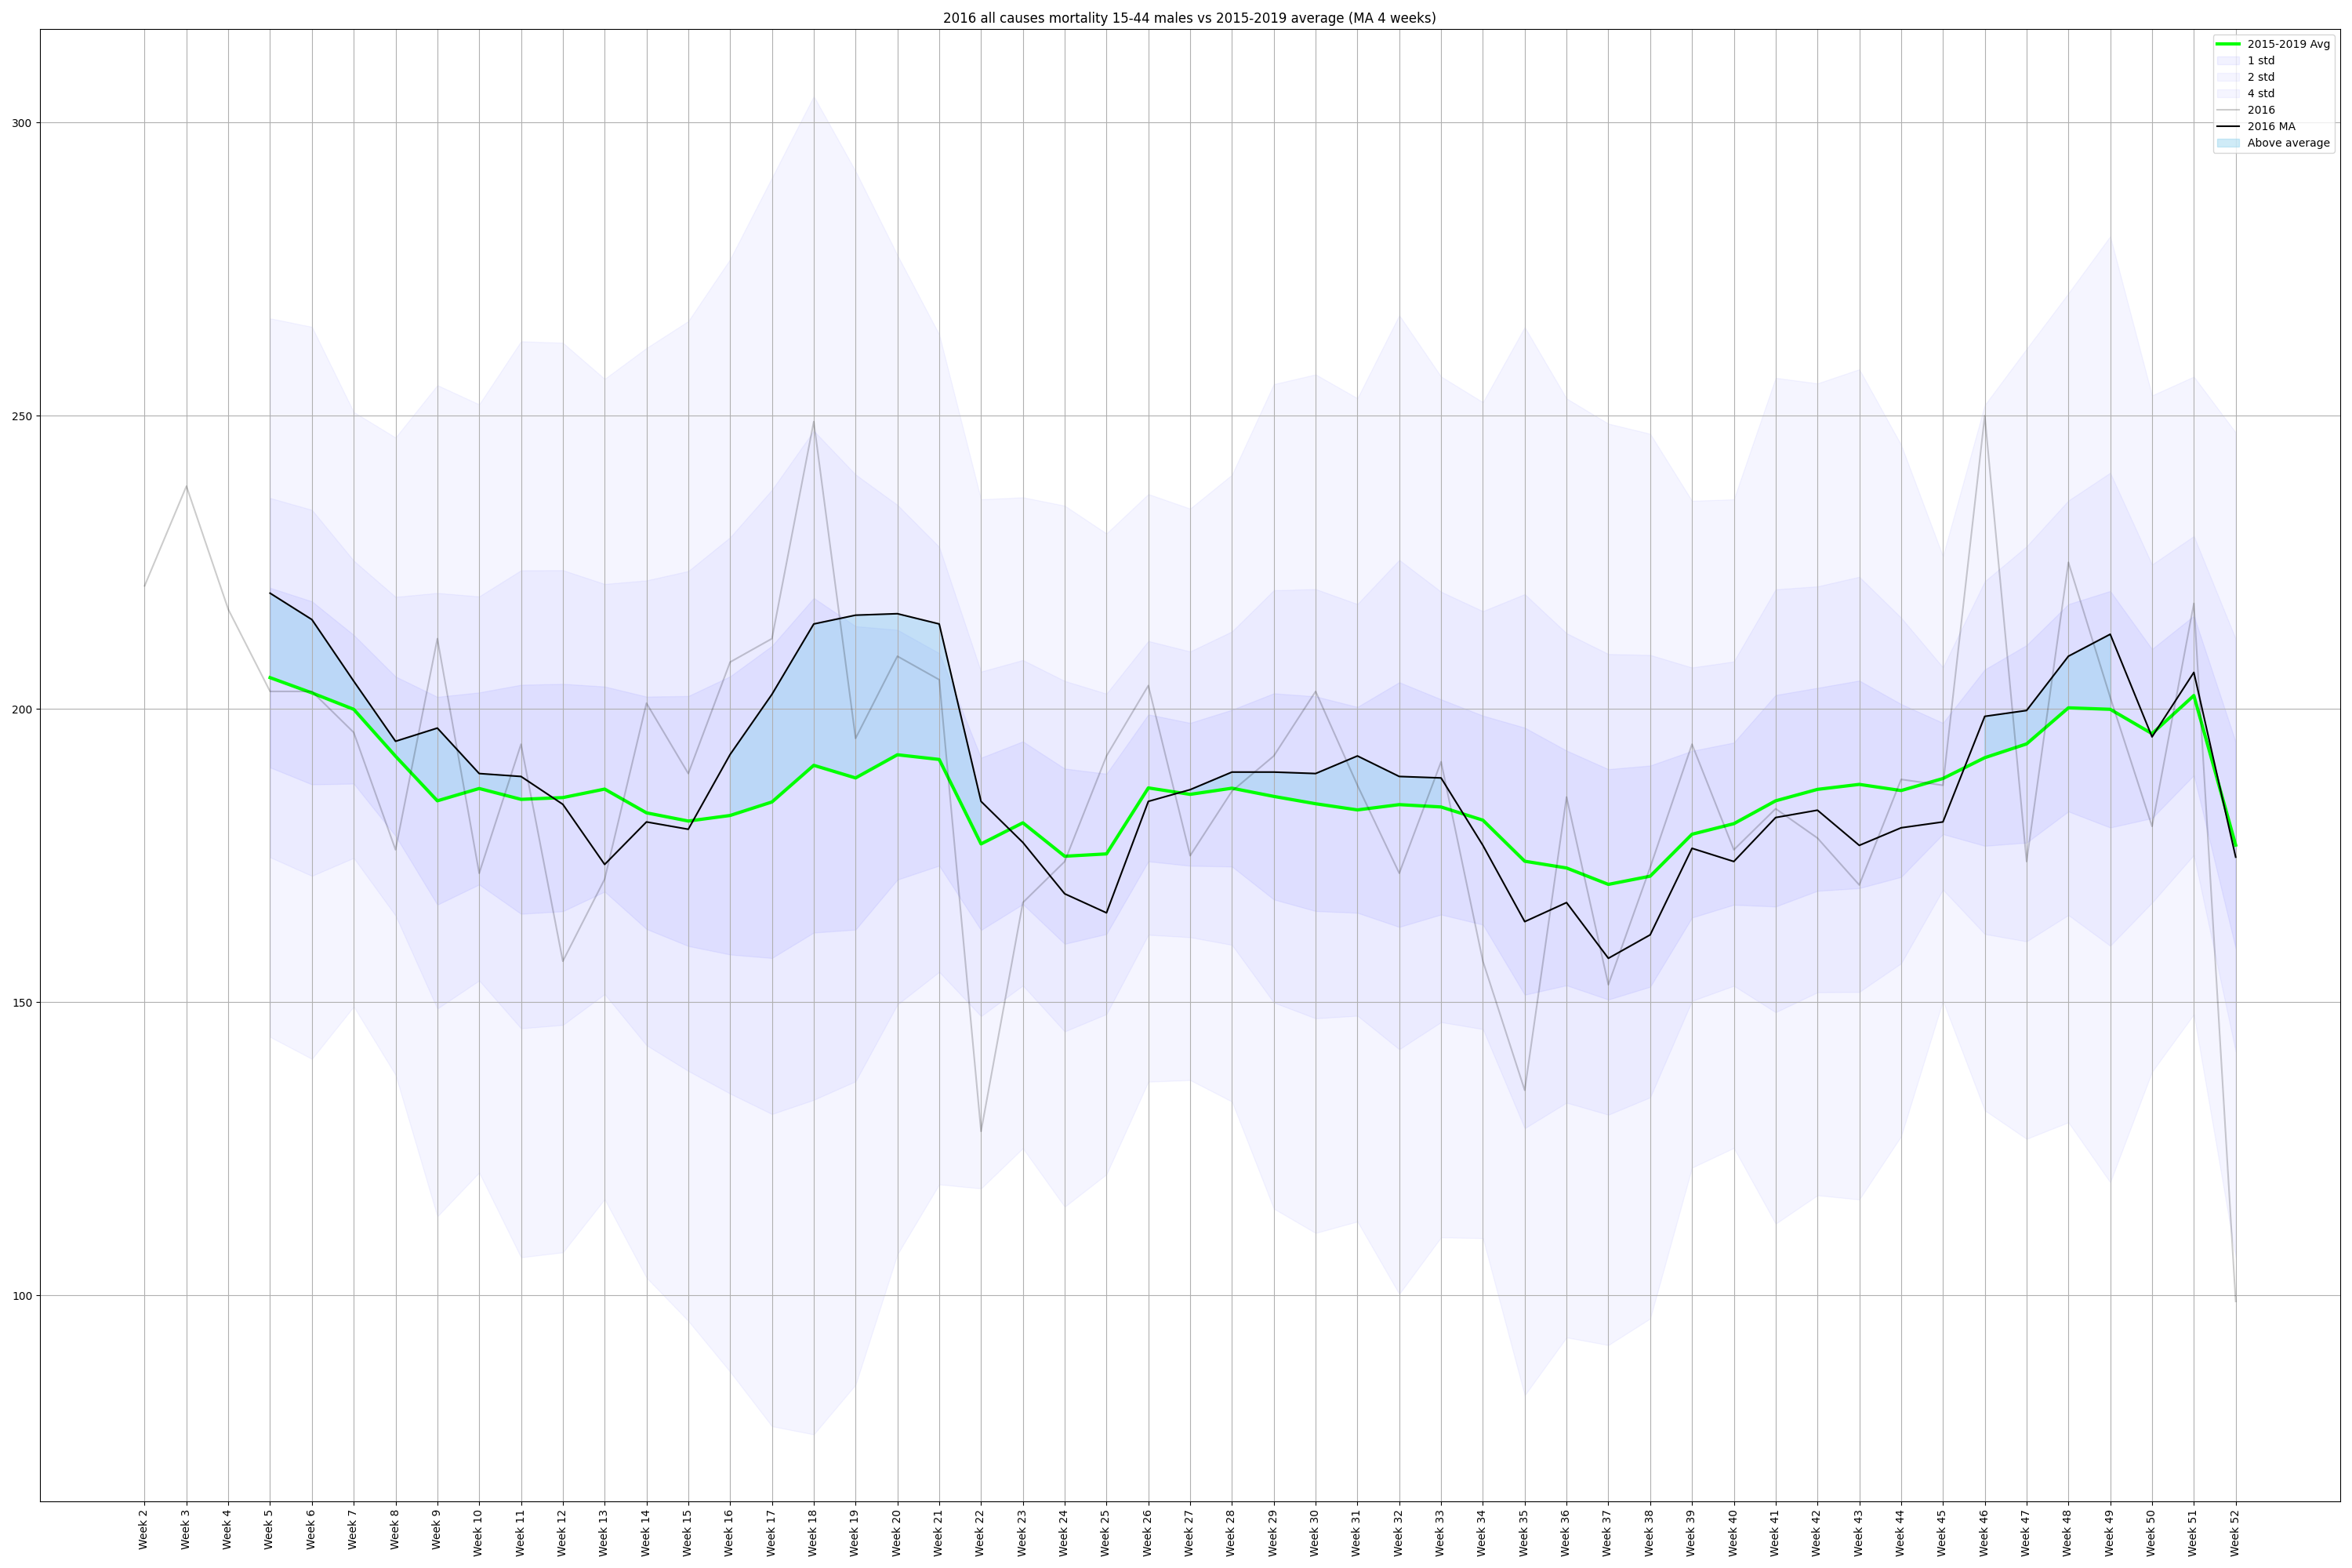 2016 all causes mortality 15-44 males vs 2015-2019 average (MA 4 weeks)
2015-2019 Avg
1 std
2 std
4 std
2016
2016 MA
Above average
300
250
200
150
100
Week 2
Week 3
Week 4
Week 5
Week 6
Week 7
Week 8
Week 9
Week 10
Week 11
Week 12
Week 13
Week 14
Week 15
Week 16
Week 17
Week 18
Week 19
Week 20
Week 21
Week 22
Week 23
Week 24
Week 25
Week 26
Week 27
Week 28
Week 29
Week 30
Week 31
Week 32
Week 33
Week 34
Week 35
Week 36
Week 37
Week 38
Week 39
Week 40
Week 41
Week 42
Week 43
Week 44
Week 45
Week 46
Week 47
Week 48
Week 49
Week 50
Week 51
Week 52